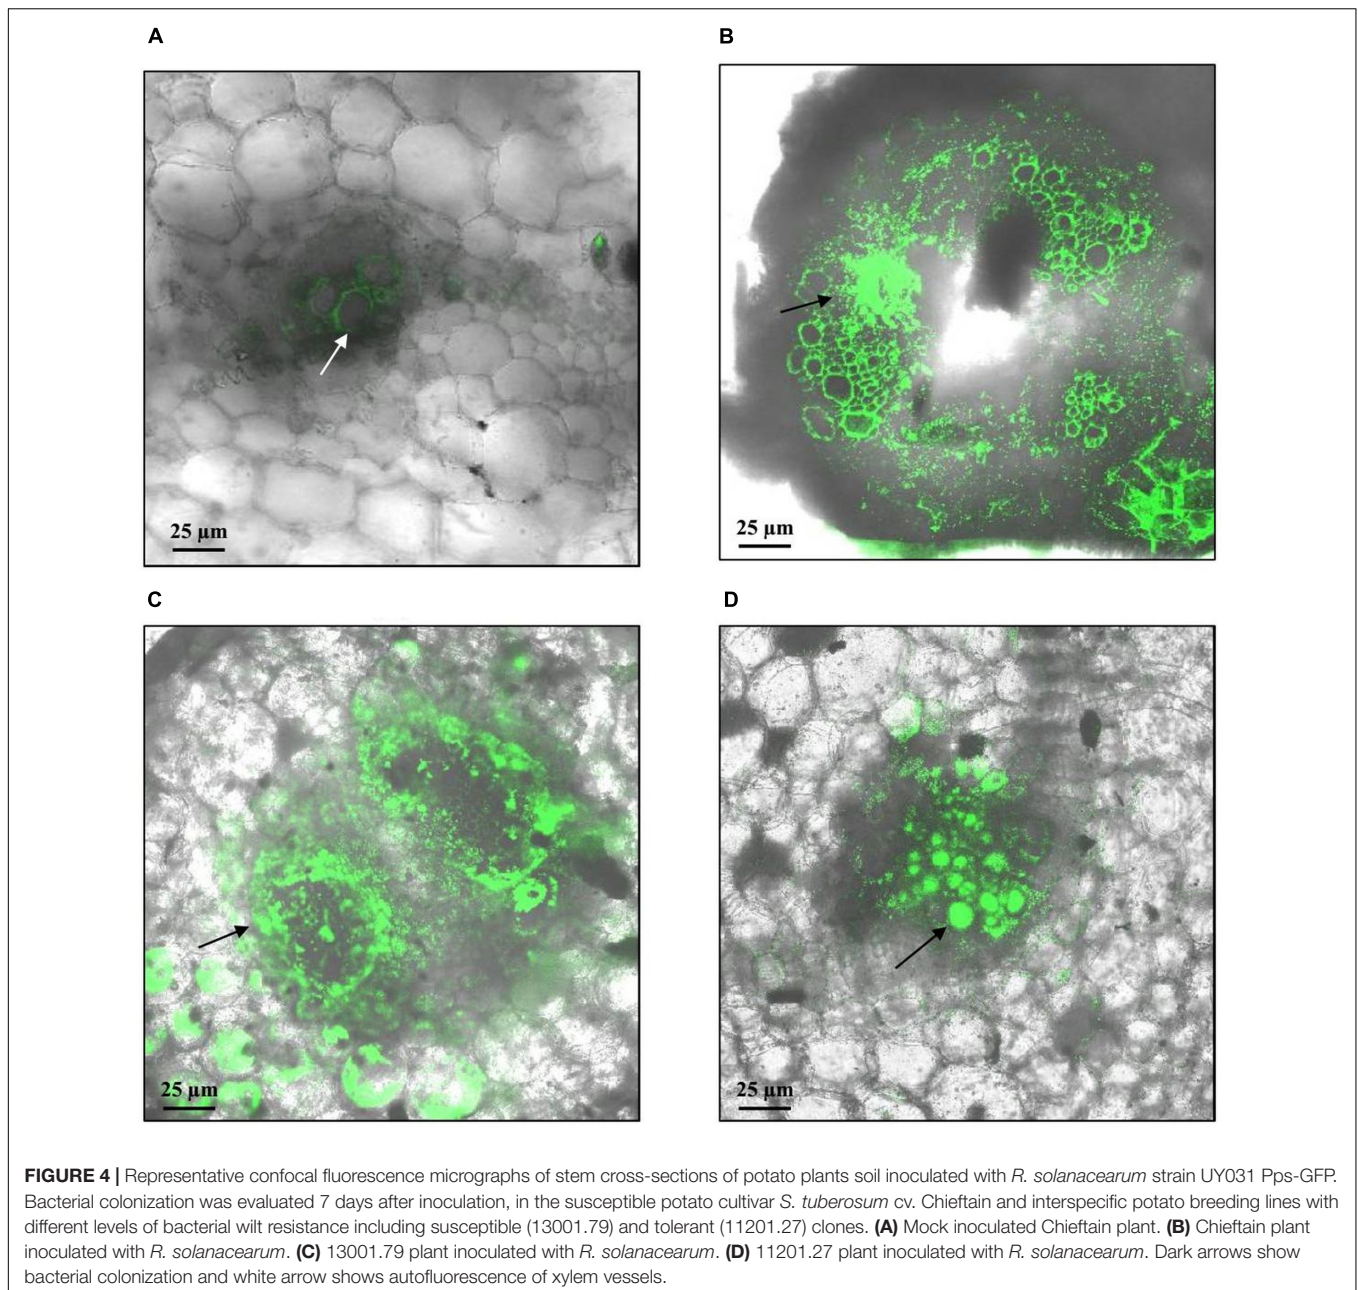 A
B
25 µm
25 µm
C
D
25 µm
25 µm
FIGURE 4 | Representative confocal fluorescence micrographs of stem cross-sections of potato plants soil inoculated with R. solanacearum strain UY031 Pps-GFP.
Bacterial colonization was evaluated 7 days after inoculation, in the susceptible potato cultivar S. tuberosum cv. Chieftain and interspecific potato breeding lines with
different levels of bacterial wilt resistance including susceptible (13001.79) and tolerant (11201.27) clones. (A) Mock inoculated Chieftain plant. (B) Chieftain plant
inoculated with R. solanacearum. (C) 13001.79 plant inoculated with R. solanacearum. (D) 11201.27 plant inoculated with R. solanacearum. Dark arrows show
bacterial colonization and white arrow shows autofluorescence of xylem vessels.